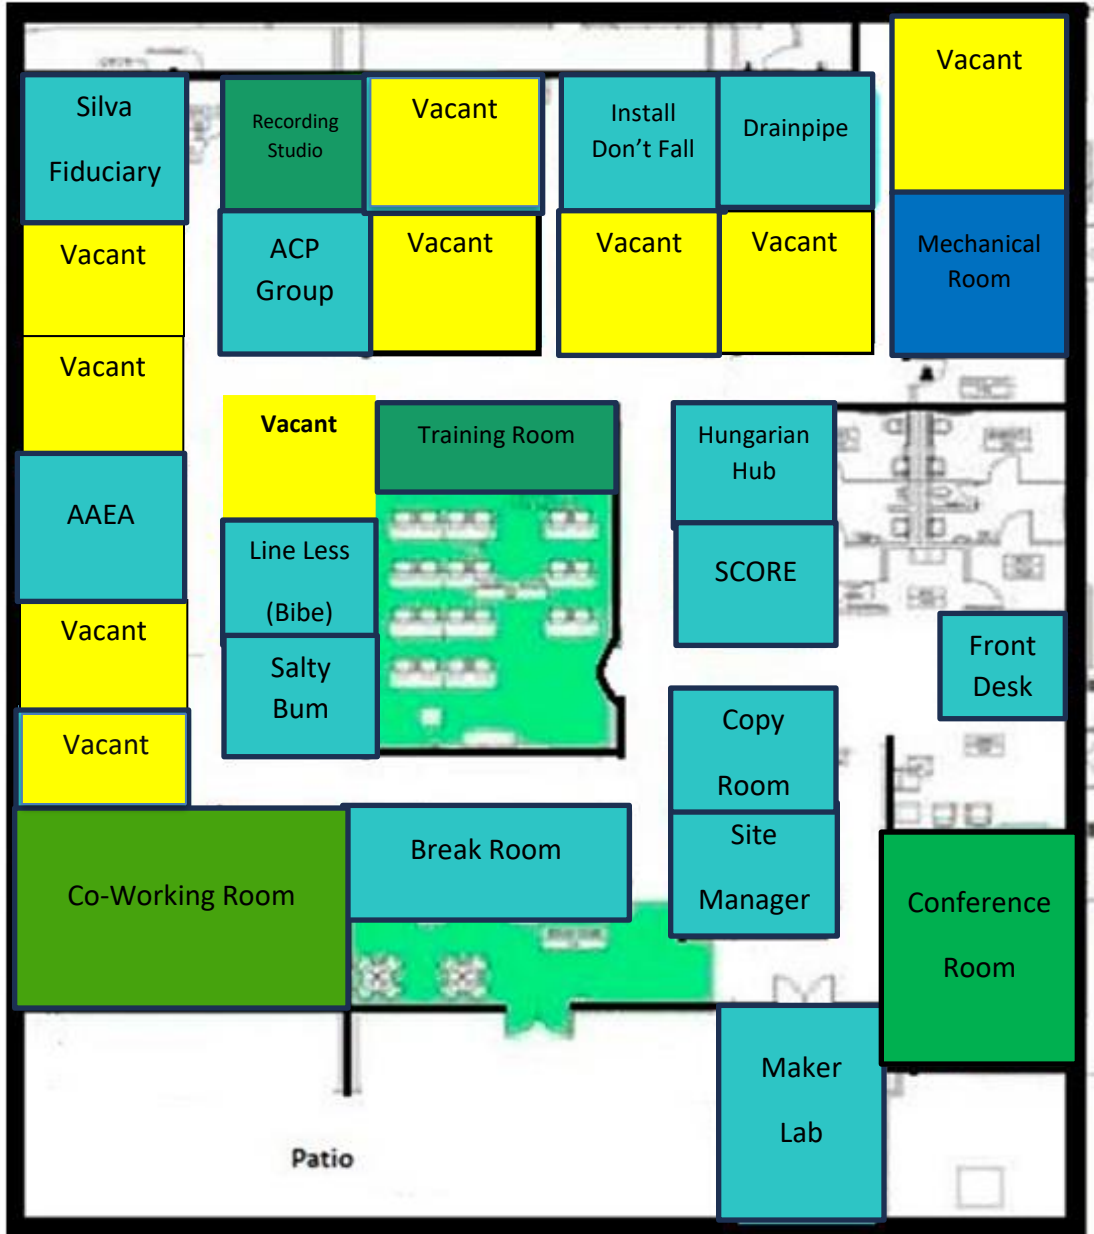 Vacant
Silva
Fiduciary
Recording
Studio
Vacant
Install
Don’t Fall
Drainpipe
Vacant
ACP
Group
Vacant
Vacant
Vacant
Mechanical
Room
Vacant
Vacant
Training Room
Hungarian
Hub
AAEA
Line Less
(Bibe)
SCORE
Vacant
Salty
Bum
Front
Desk
Vacant
Copy
Room
Co-Working Room
Break Room
Site
Manager
Conference
Room
Maker
Lab
Patio